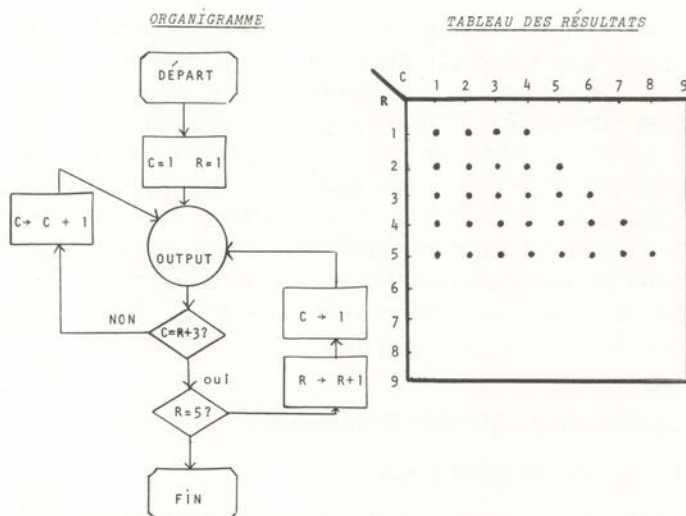 ORGANIGRAMME
DÉPART
C=1 R=1
C→ C + 1
OUTPUT
NON
C=R+3?
oui
R=5?
FiN
C → 1
R → R+1
TABLEAU DES RÉSULTATS
C
R
1 2 3 4 5 6 7 8 9
1
2
3
4
5
6
7
8
9